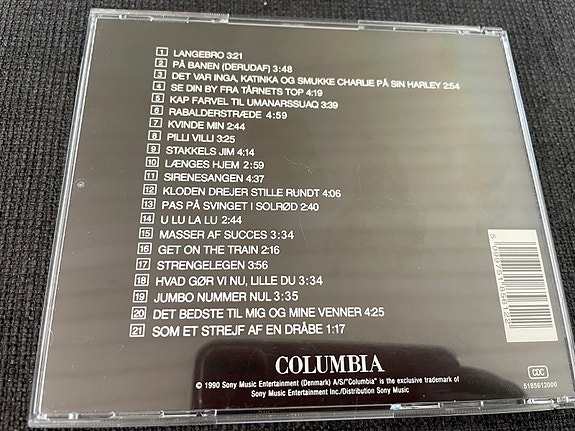 1 LANGEBRO 3:21
2 PÅ BANEN (DERUDAF) 3:48
3 DET VAR INGA, KATINKA OG SMUKKE CHARLIE PÅ SIN HARLEY 2:54
4 SE DIN BY FRA TÅRNETS TOP 4:19
5 KAP FARVEL TIL UMANARSSUAQ 3:39
6 RABALDERSTRÆDE 4:59
7 KVINDE MIN 2:44
8 PILLI VILLI 3:25
9 STAKKELS JIM 4:14
10 LÆNGES HJEM 2:59
11 SIRENESANGEN 4:37
12 KLODEN DREJER STILLE RUNDT 4:06
13 PAS PÅ SVINGET I SOLRØD 2:40
14 U LU LA LU 2:44
15 MASSER AF SUCCES 3:34
16 GET ON THE TRAIN 2:16
17 STRENGELEGEN 3:56
18 HVAD GØR VI NU, LILLE DU 3:34
19 JUMBO NUMMER NUL 3:35
20 DET BEDSTE TIL MIG OG MINE VENNER 4:25
21 SOM ET STREJF AF EN DRÅBE 1:17
COLUMBIA
© 1990 Sony Music Entertainment (Denmark) A/S/"Columbia" is the exclusive trademark of
Sony Music Entertainment Inc./Distribution Sony Music
CDC
5185612000